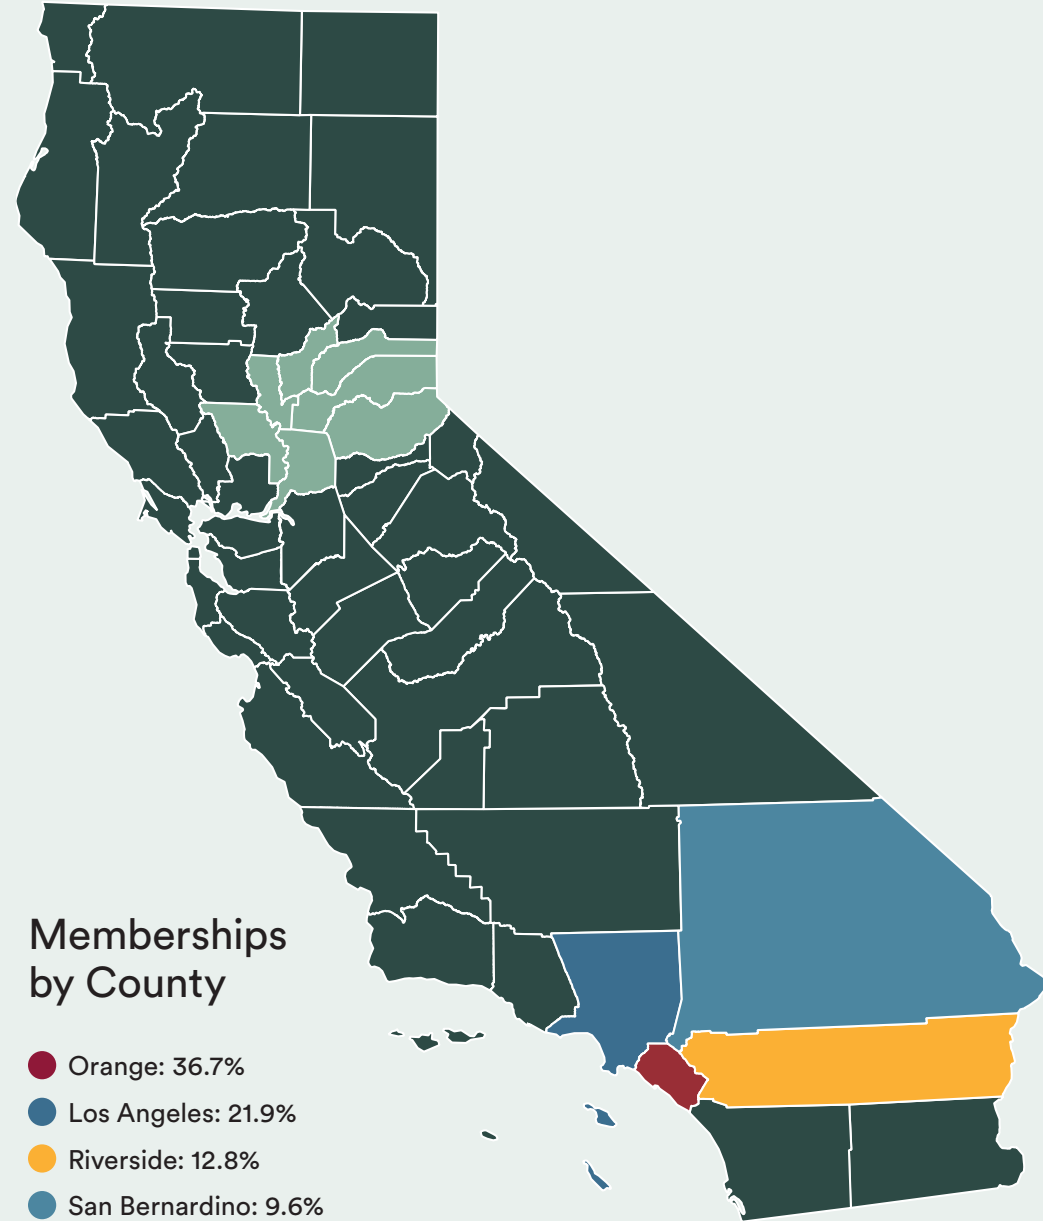 Memberships
by County
Orange: 36.7%
Los Angeles: 21.9%
Riverside: 12.8%
San Bernardino: 9.6%